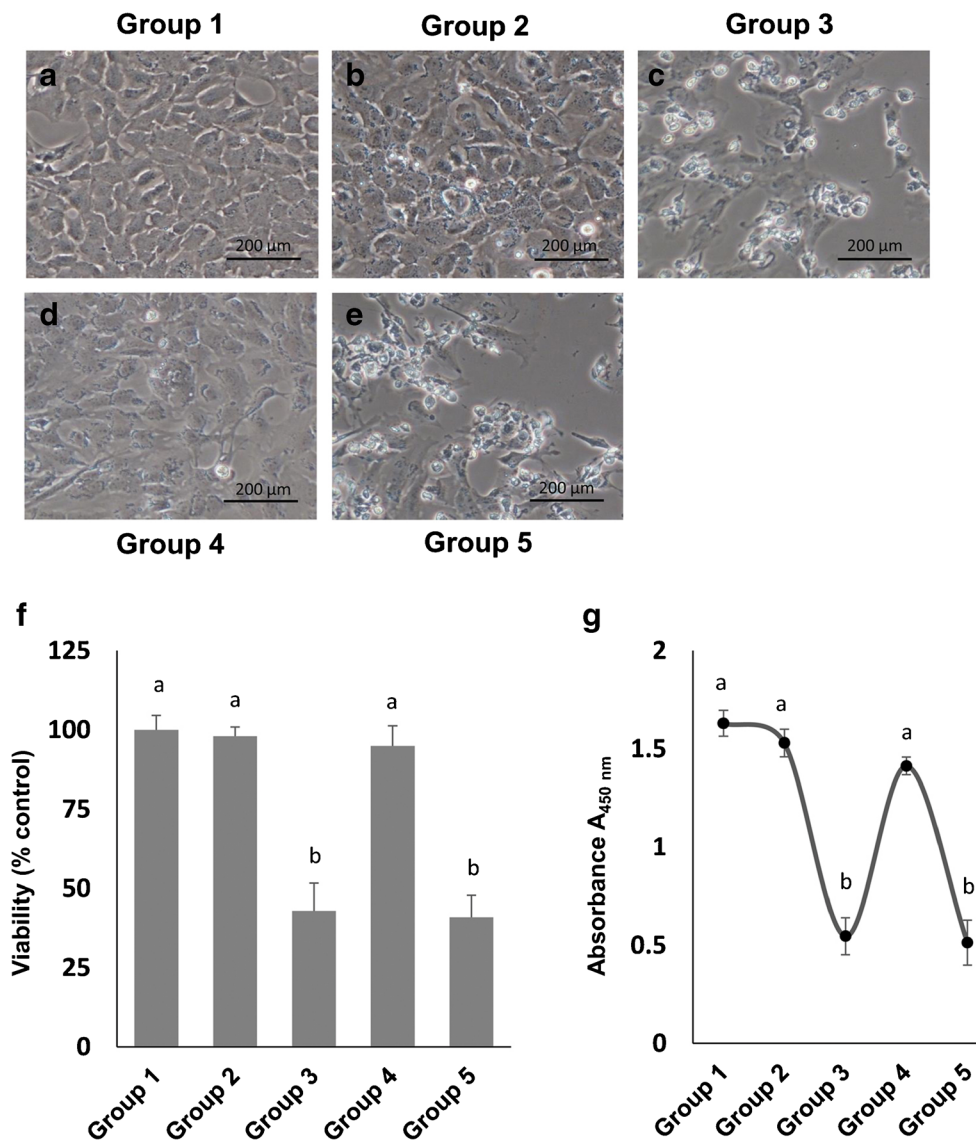 Group 1 Group 2 Group 3
a b c
200 µm 200 µm 200 µm
d e
200 µm 200 µm
Group 4 Group 5
f
125
100
75
50
25
0
Viability (% control)
a a b a b
Group 1 Group 2 Group 3 Group 4 Group 5
g
2
1.5
1
0.5
0
Absorbance A450 nm
a a b a b
Group 1 Group 2 Group 3 Group 4 Group 5